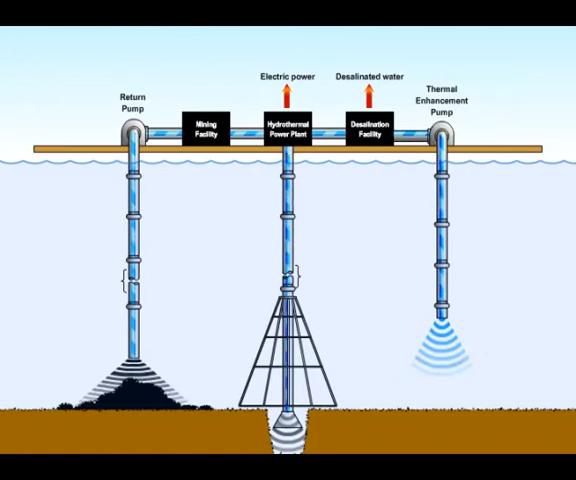 Electric power
Desalinated water
Thermal
Enhancement
Pump
Return
Pump
Mining
Facility
Hydrothermal
Power Plant
Desalination
Facility